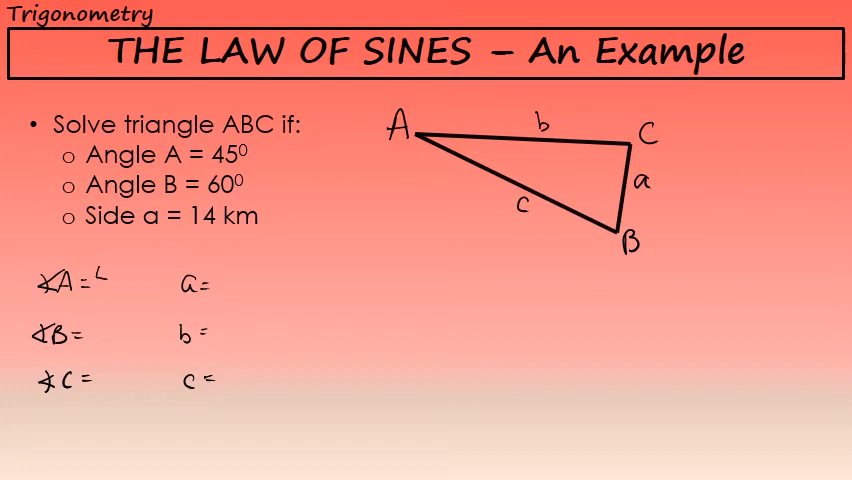 Trigonometry
THE LAW OF SINES – An Example
• Solve triangle ABC if:
o Angle A = 45⁰
o Angle B = 60⁰
o Side a = 14 km
A
b
C
a
c
B
∡A = L a=
∡B= b=
∡C= c=